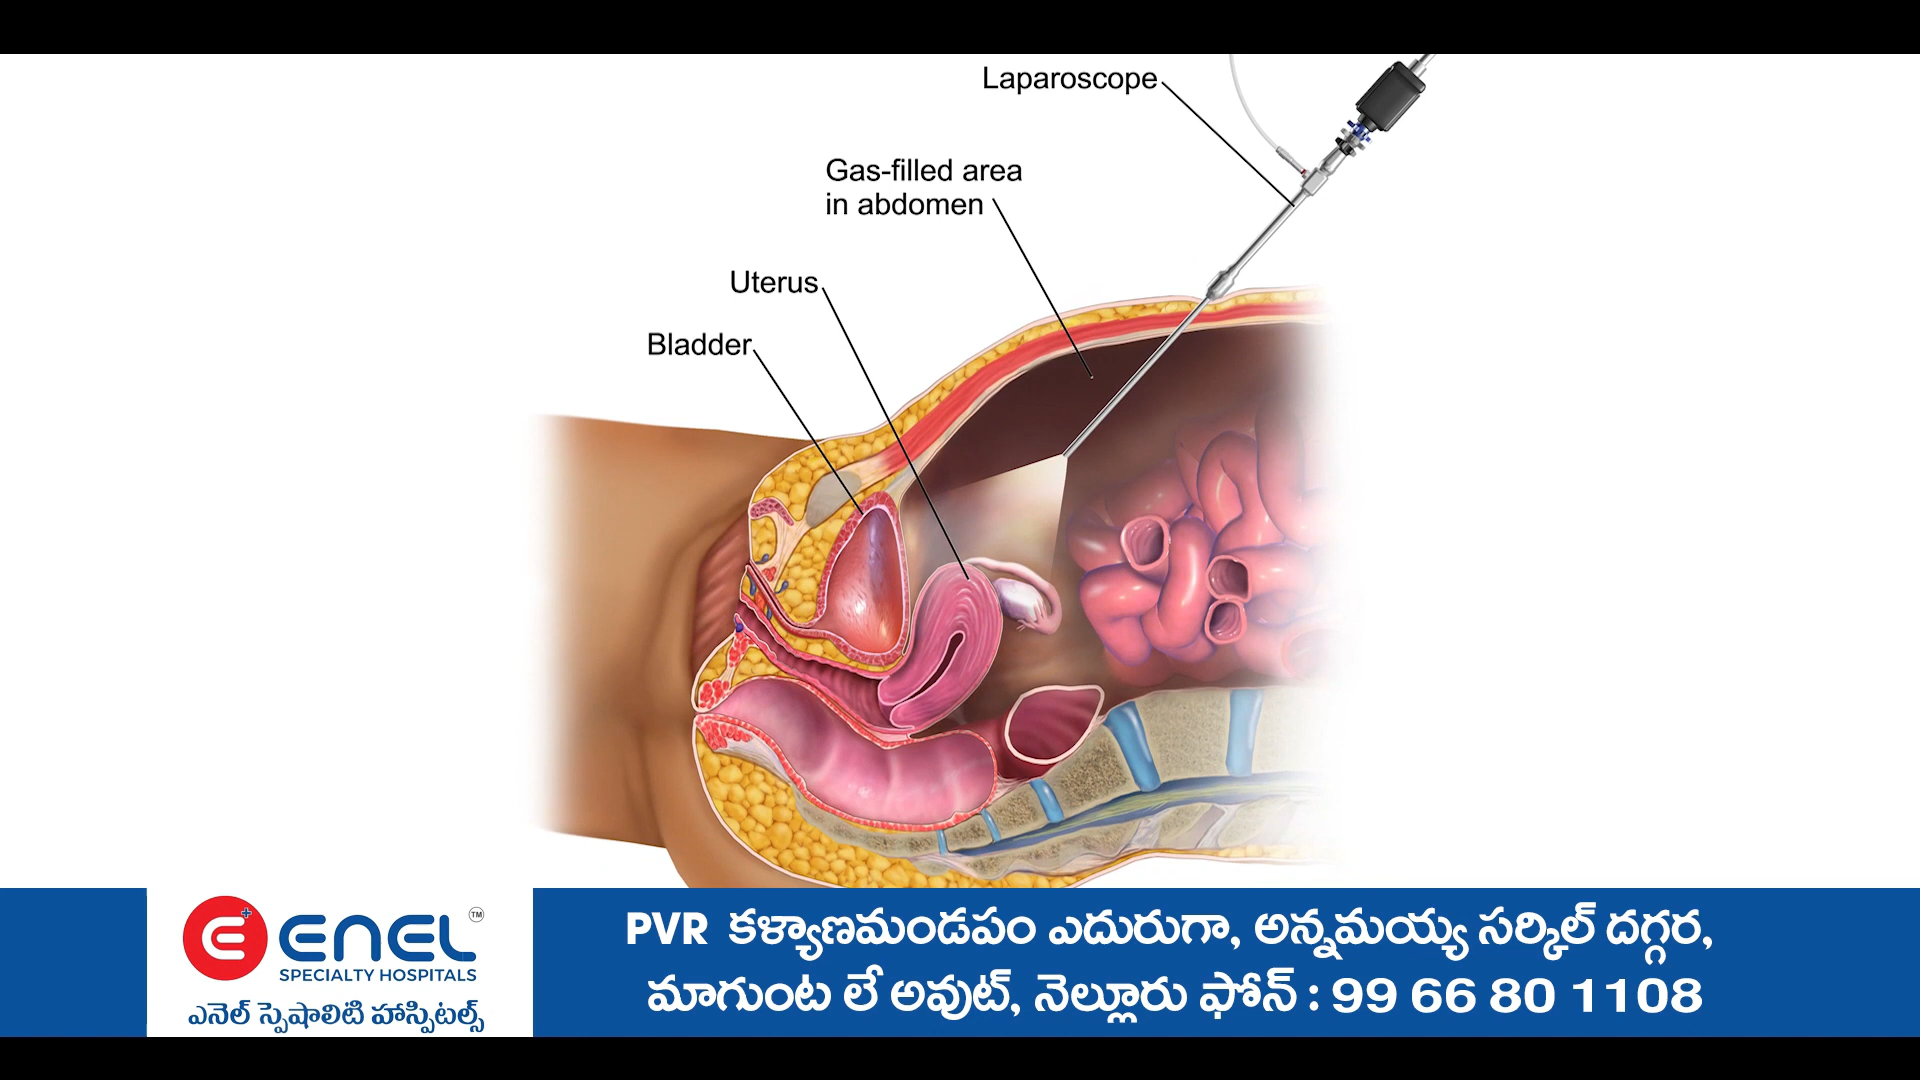 Laparoscope
Gas-filled area
in abdomen
Uterus
Bladder
ENEL™
SPECIALTY HOSPITALS
ఎనెల్ స్పెషాలిటి హాస్పిటల్స్
PVR కళ్యాణమండపం ఎదురుగా, అన్నమయ్య సర్కిల్ దగ్గర,
మాగుంట లే అవుట్, నెల్లూరు ఫోన్ : 99 66 80 1108